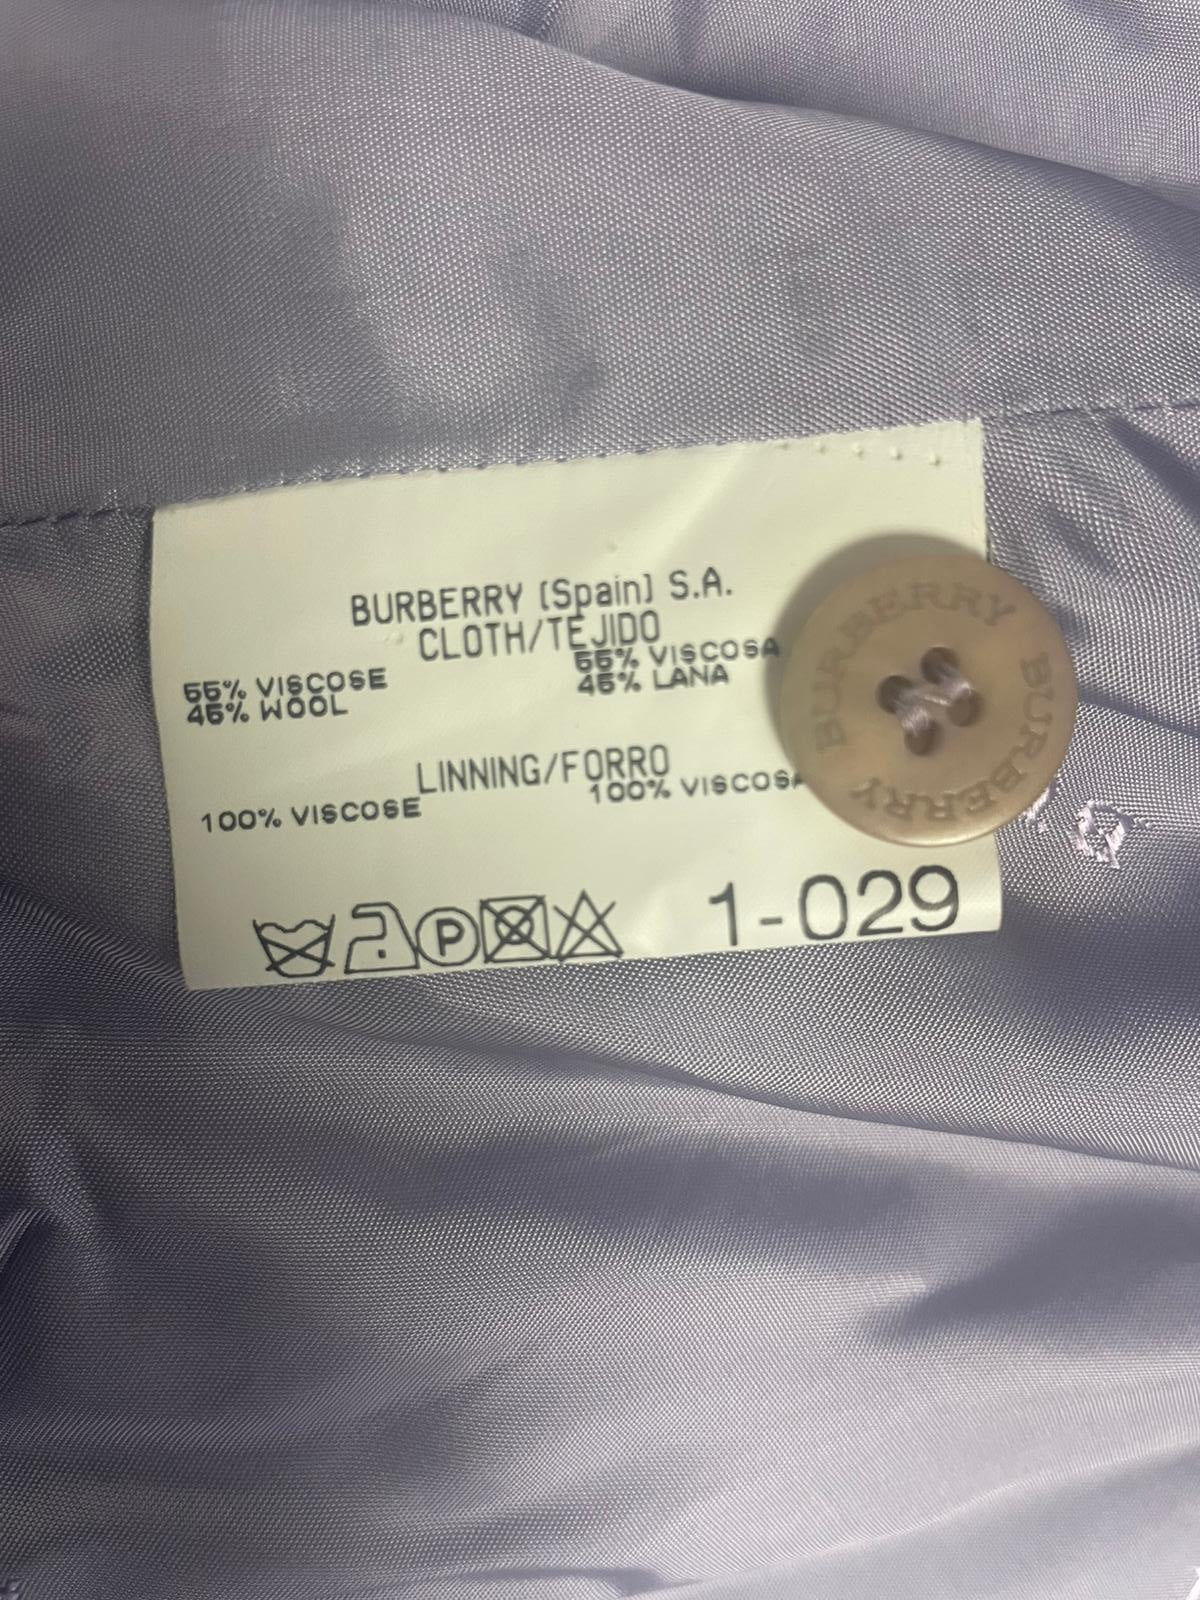 BURBERRY (Spain) S.A.
CLOTH/TEJIDO
55% VISCOSE 55% VISCOSA
45% WOOL 45% LANA
LINNING/FORRO
100% VISCOSE 100% VISCOSA
P 1-029
BURBERRY BURBERRY BURBERRY